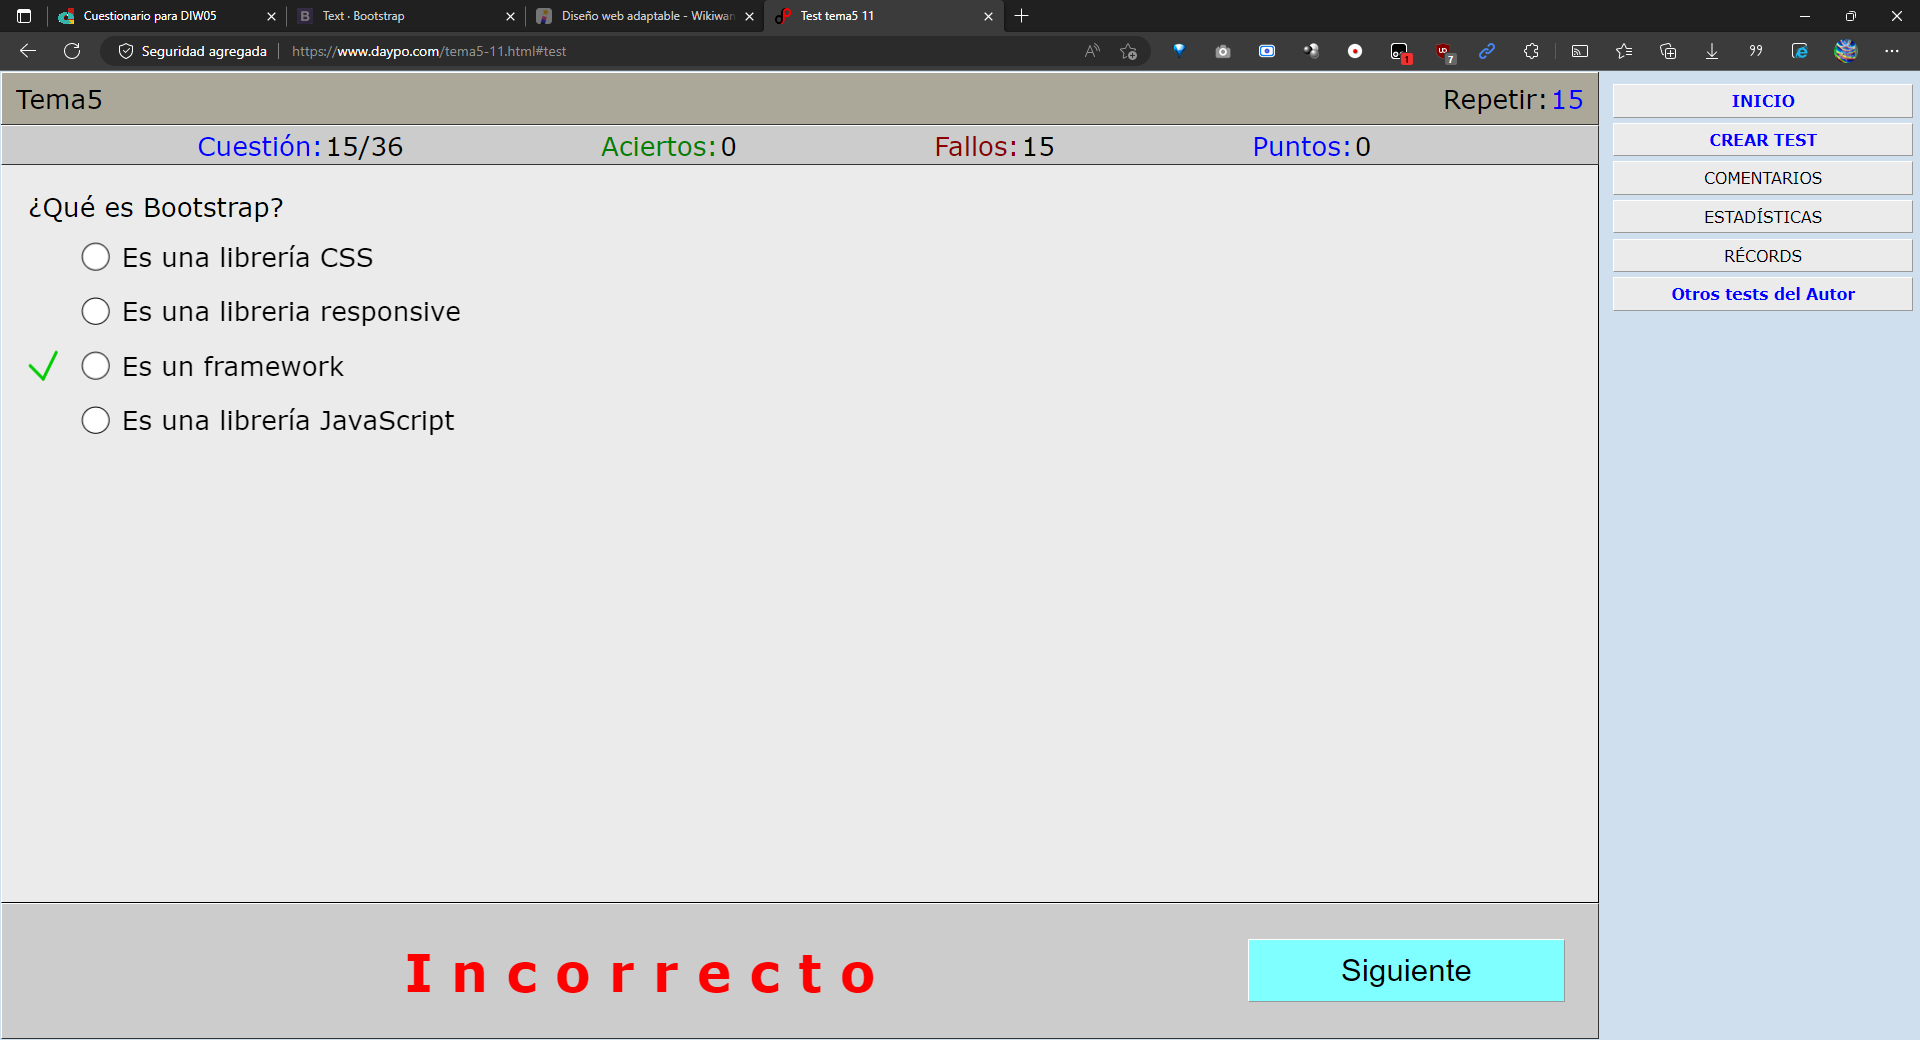 Cuestionario para DIW05
B Text · Bootstrap
Diseño web adaptable - Wikiwan
Test tema5 11
Seguridad agregada
https://www.daypo.com/tema5-11.html#test
1
7
Tema5
Repetir: 15
Cuestión: 15/36
Aciertos: 0
Fallos: 15
Puntos: 0
¿Qué es Bootstrap?
Es una librería CSS
Es una libreria responsive
Es un framework
Es una librería JavaScript
Incorrecto
Siguiente
INICIO
CREAR TEST
COMENTARIOS
ESTADÍSTICAS
RÉCORDS
Otros tests del Autor